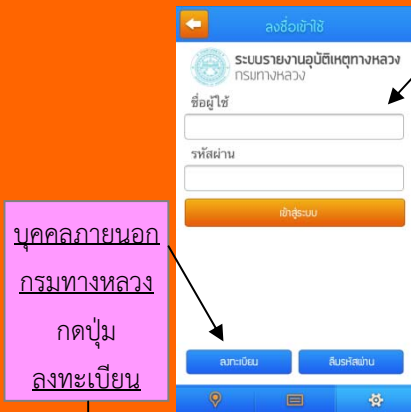 ลงชื่อเข้าใช้
ระบบรายงานอุบัติเหตุทางหลวง
กรมทางหลวง
ชื่อผู้ใช้
รหัสผ่าน
เข้าสู่ระบบ
บุคคลภายนอก
กรมทางหลวง
กดปุ่ม
ลงทะเบียน
ลงทะเบียน
ลืมรหัสผ่าน